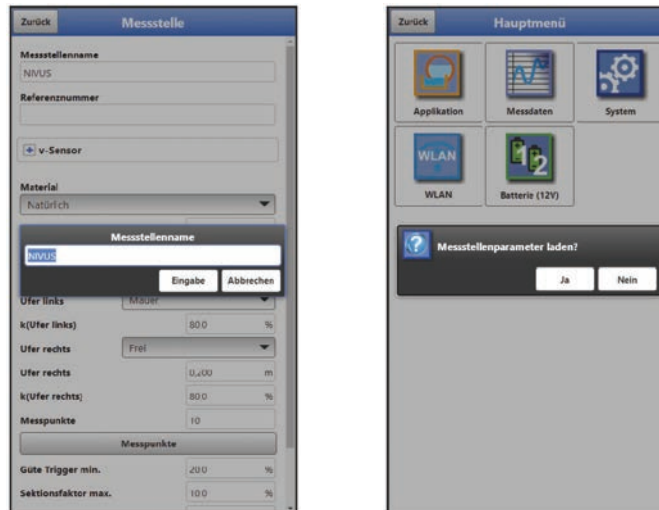 Zurück Messstelle
Messstellenname
NIVUS
Referenznummer
v-Sensor
Material
Natürlich
Messstellenname
NIVUS
Eingabe Abbrechen
Ufer links Mauer
k(Ufer links) 80.0 %
Ufer rechts Frei
Ufer rechts 0,200 m
k(Ufer rechts) 80.0 %
Messpunkte 10
Messpunkte
Güte Trigger min. 20.0 %
Sektionsfaktor max. 10.0 %
Zurück Hauptmenü
Applikation Messdaten System
WLAN
1 2
WLAN Batterie (12V)
? Messstellenparameter laden?
Ja Nein